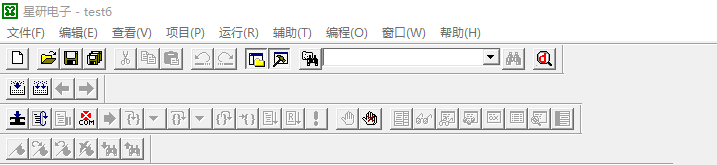 星研电子 - test6
文件(F) 编辑(E) 查看(V) 项目(P) 运行(R) 辅助(T) 编程(O) 窗口(W) 帮助(H)
COM